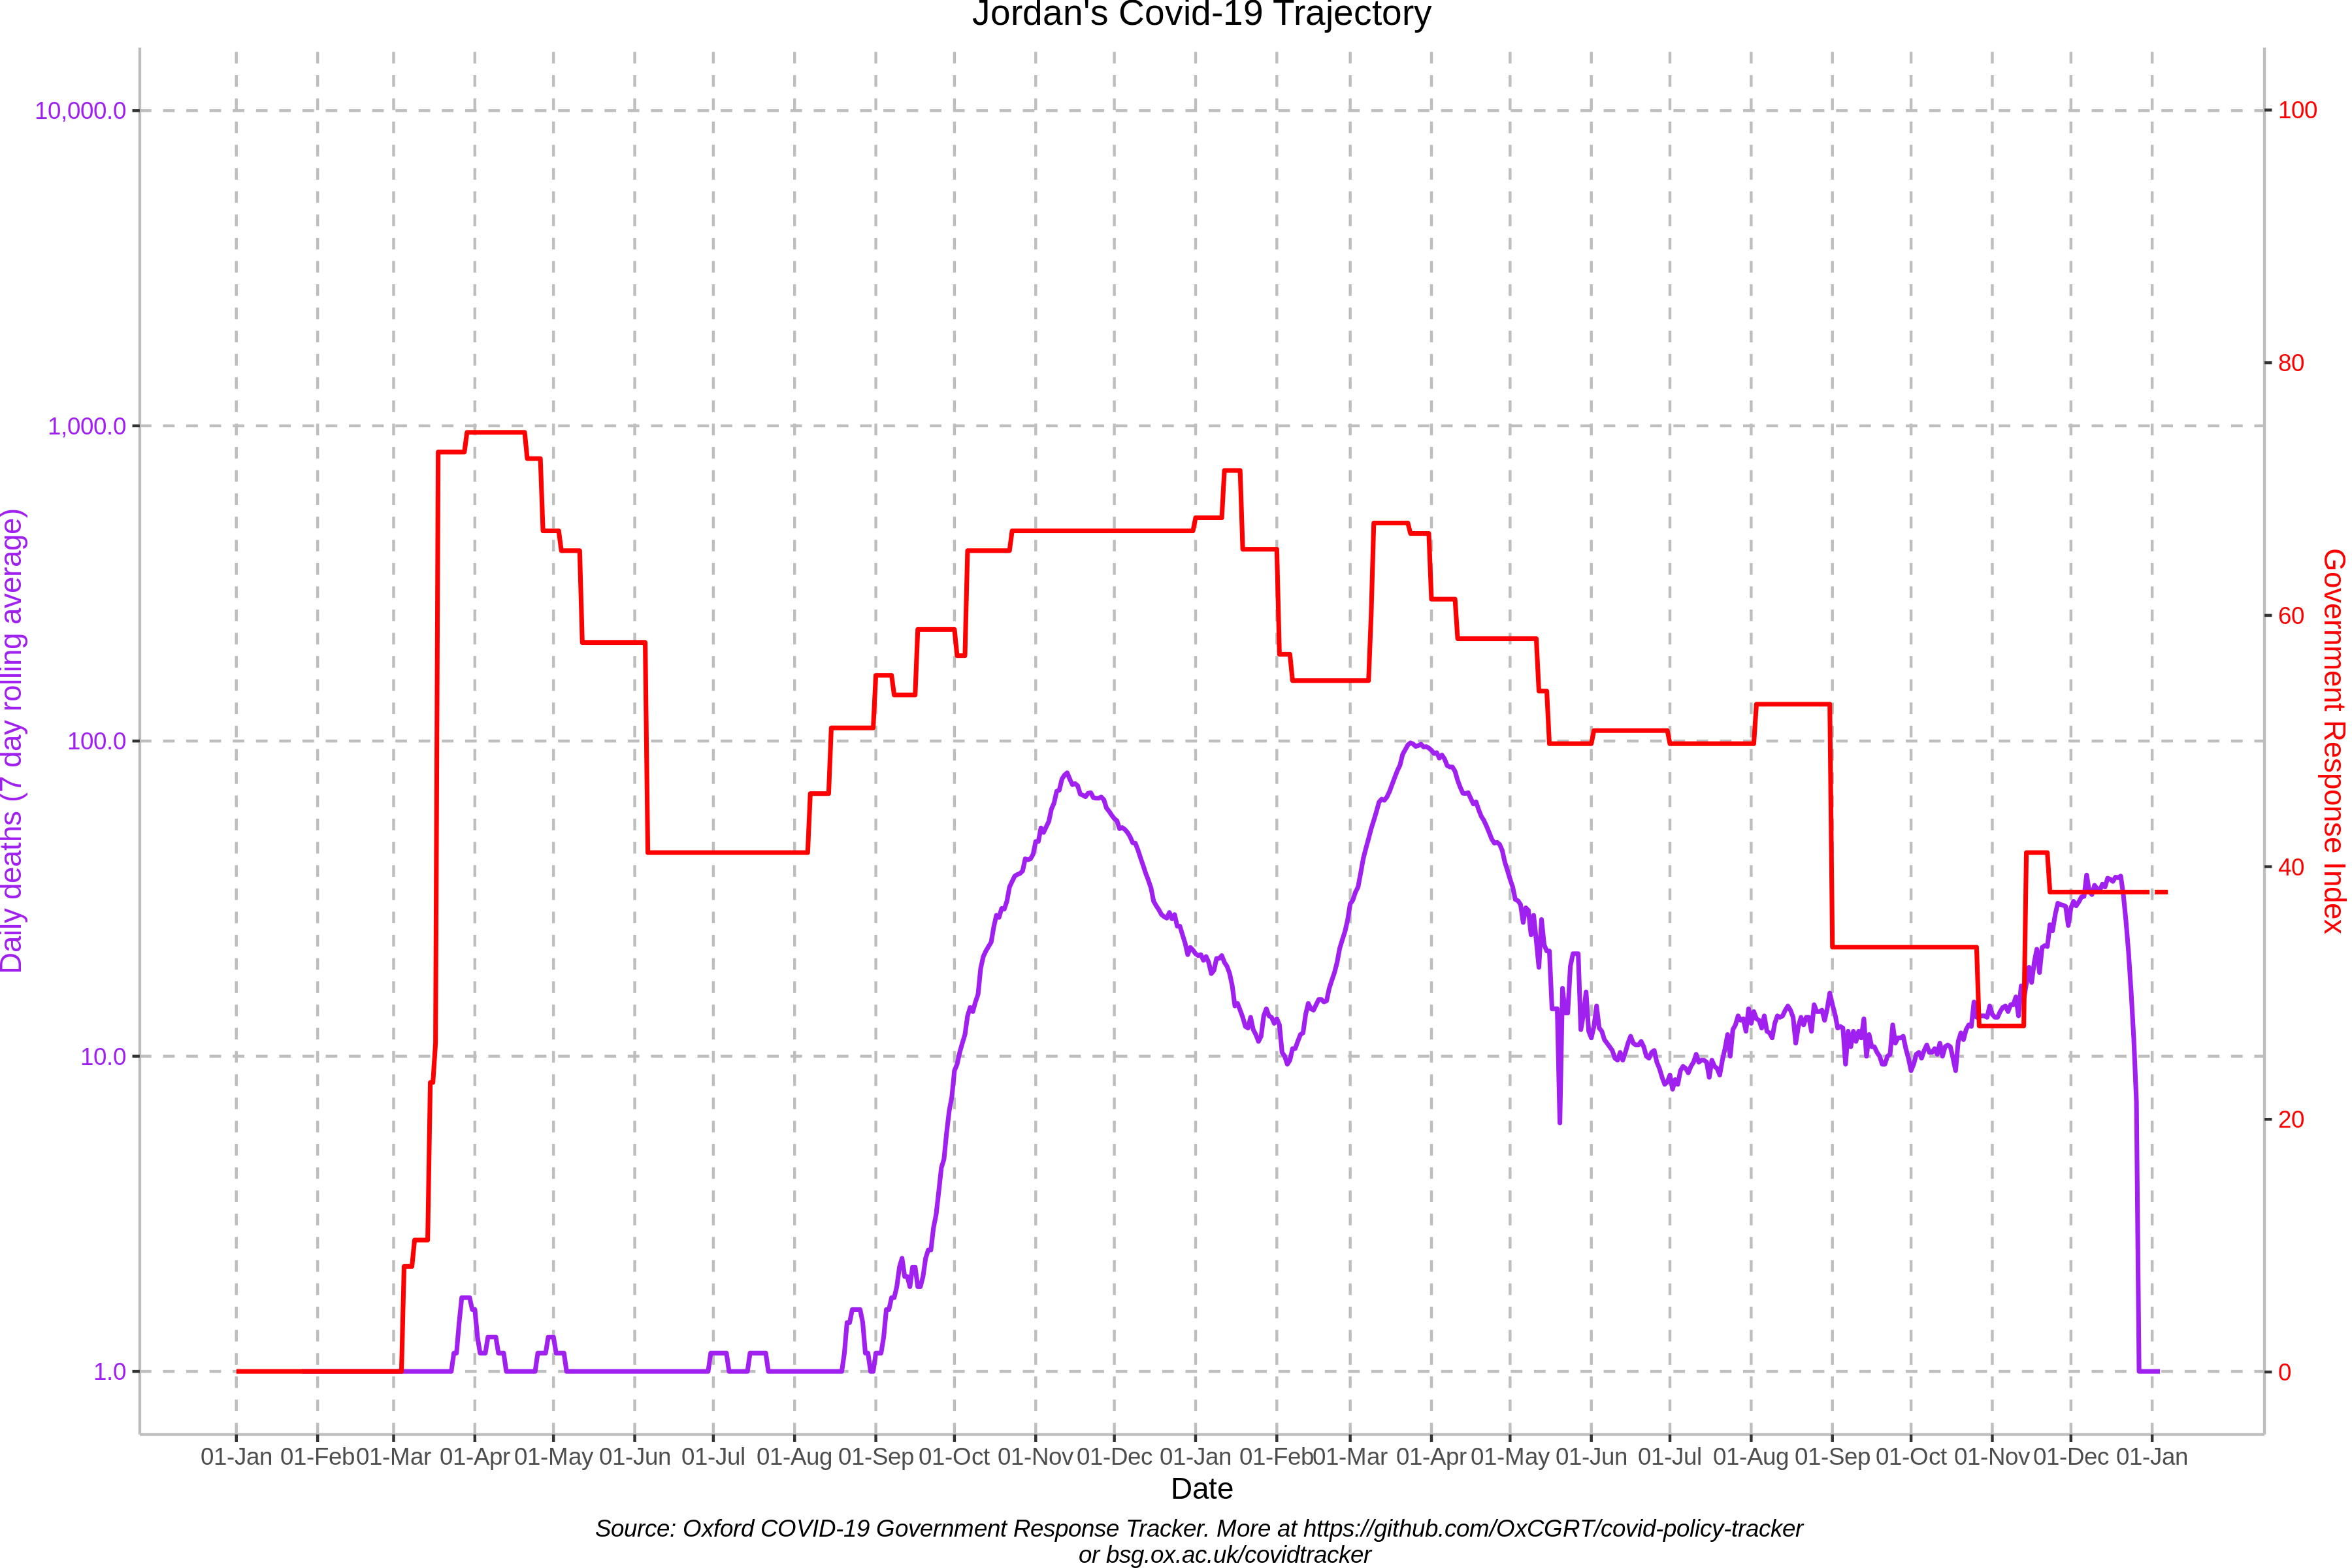 Jordan's Covid-19 Trajectory
10,000.0
1,000.0
100.0
10.0
1.0
Daily deaths (7 day rolling average)
100
80
60
40
20
0
Government Response Index
01-Jan 01-Feb 01-Mar 01-Apr 01-May 01-Jun 01-Jul 01-Aug 01-Sep 01-Oct 01-Nov 01-Dec 01-Jan 01-Feb 01-Mar 01-Apr 01-May 01-Jun 01-Jul 01-Aug 01-Sep 01-Oct 01-Nov 01-Dec 01-Jan
Date
Source: Oxford COVID-19 Government Response Tracker. More at https://github.com/OxCGRT/covid-policy-tracker
or bsg.ox.ac.uk/covidtracker